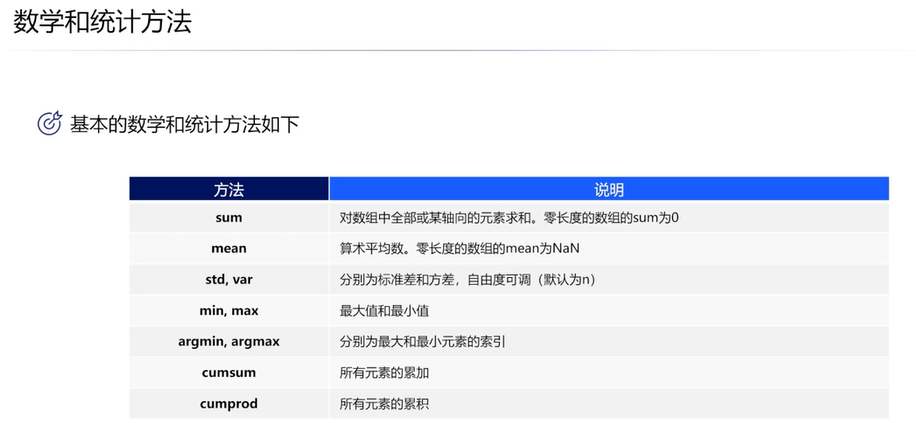 数学和统计方法
基本的数学和统计方法如下
方法 说明
sum 对数组中全部或某轴向的元素求和。零长度的数组的sum为0
mean 算术平均数。零长度的数组的mean为NaN
std, var 分别为标准差和方差，自由度可调（默认为n）
min, max 最大值和最小值
argmin, argmax 分别为最大和最小元素的索引
cumsum 所有元素的累加
cumprod 所有元素的累积